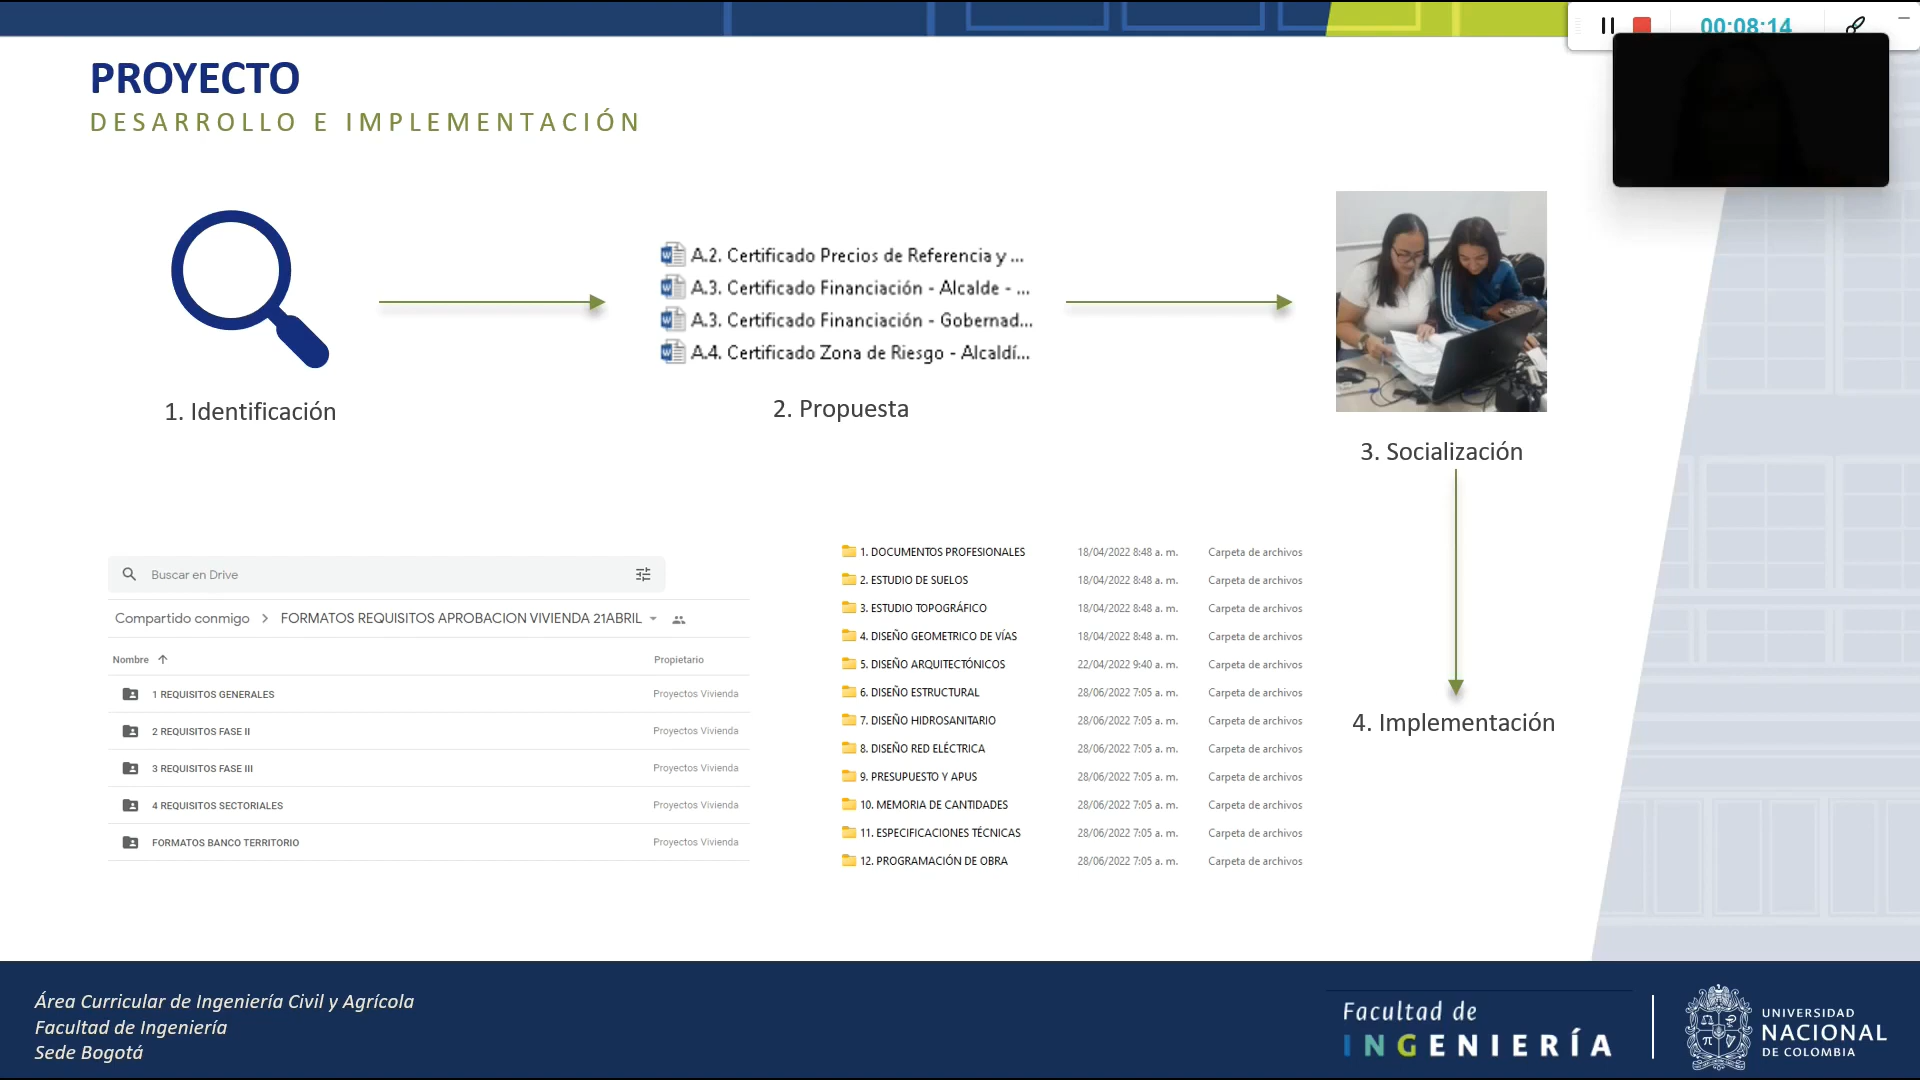 00:08:14
PROYECTO
DESARROLLO E IMPLEMENTACIÓN
A.2. Certificado Precios de Referencia y ...
A.3. Certificado Financiación - Alcalde - ...
A.3. Certificado Financiación - Gobernad...
A.4. Certificado Zona de Riesgo - Alcaldí...
1. Identificación
2. Propuesta
3. Socialización
4. Implementación
Buscar en Drive
Compartido conmigo > FORMATOS REQUISITOS APROBACION VIVIENDA 21ABRIL
Nombre Propietario
1 REQUISITOS GENERALES Proyectos Vivienda
2 REQUISITOS FASE II Proyectos Vivienda
3 REQUISITOS FASE III Proyectos Vivienda
4 REQUISITOS SECTORIALES Proyectos Vivienda
FORMATOS BANCO TERRITORIO Proyectos Vivienda
1. DOCUMENTOS PROFESIONALES 18/04/2022 8:48 a. m. Carpeta de archivos
2. ESTUDIO DE SUELOS 18/04/2022 8:48 a. m. Carpeta de archivos
3. ESTUDIO TOPOGRÁFICO 18/04/2022 8:48 a. m. Carpeta de archivos
4. DISEÑO GEOMETRICO DE VÍAS 18/04/2022 8:48 a. m. Carpeta de archivos
5. DISEÑO ARQUITECTÓNICOS 22/04/2022 9:40 a. m. Carpeta de archivos
6. DISEÑO ESTRUCTURAL 28/06/2022 7:05 a. m. Carpeta de archivos
7. DISEÑO HIDROSANITARIO 28/06/2022 7:05 a. m. Carpeta de archivos
8. DISEÑO RED ELÉCTRICA 28/06/2022 7:05 a. m. Carpeta de archivos
9. PRESUPUESTO Y APUS 28/06/2022 7:05 a. m. Carpeta de archivos
10. MEMORIA DE CANTIDADES 28/06/2022 7:05 a. m. Carpeta de archivos
11. ESPECIFICACIONES TÉCNICAS 28/06/2022 7:05 a. m. Carpeta de archivos
12. PROGRAMACIÓN DE OBRA 28/06/2022 7:05 a. m. Carpeta de archivos
Área Curricular de Ingeniería Civil y Agrícola
Facultad de Ingeniería
Sede Bogotá
Facultad de
INGENIERÍA
UNIVERSIDAD
NACIONAL
DE COLOMBIA